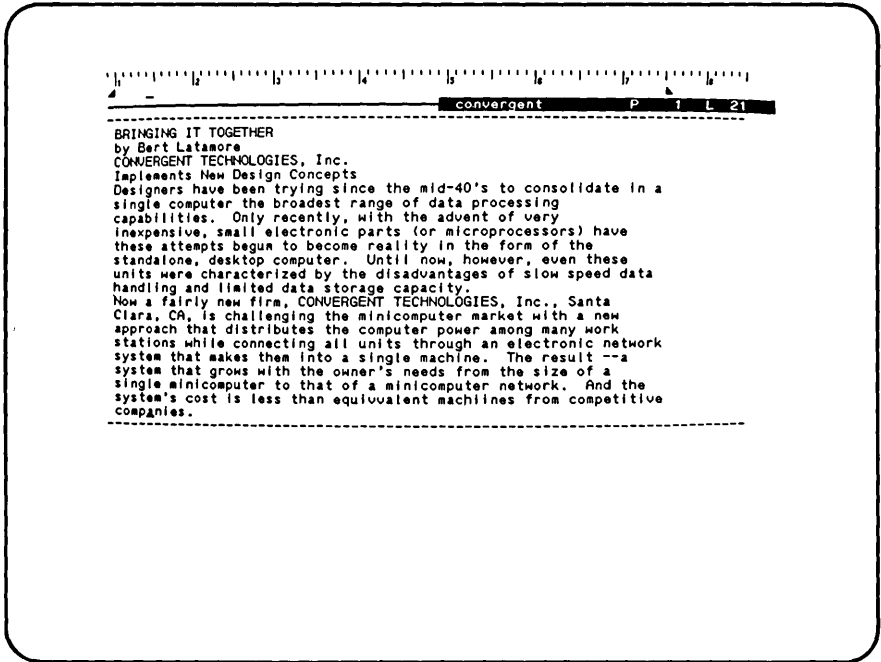 1 2 3 4 5 6 7 8
convergent P 1 L 21
BRINGING IT TOGETHER
by Bert Latamore
CONVERGENT TECHNOLOGIES, Inc.
Implements New Design Concepts
Designers have been trying since the mid-40's to consolidate in a
single computer the broadest range of data processing
capabilities. Only recently, with the advent of very
inexpensive, small electronic parts (or microprocessors) have
these attempts begun to become reality in the form of the
standalone, desktop computer. Until now, however, even these
units were characterized by the disadvantages of slow speed data
handling and limited data storage capacity.
Now a fairly new firm, CONVERGENT TECHNOLOGIES, Inc., Santa
Clara, CA, is challenging the minicomputer market with a new
approach that distributes the computer power among many work
stations while connecting all units through an electronic network
system that makes them into a single machine. The result --a
system that grows with the owner's needs from the size of a
single minicomputer to that of a minicomputer network. And the
system's cost is less than equivuvalent machiines from competitive
companies.